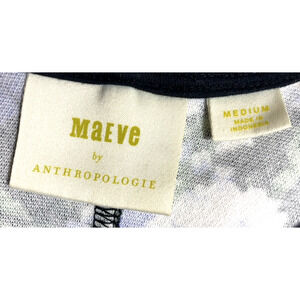 MaEVe
by
ANTHROPOLOGIE
MEDIUM
MADE IN
INDONESIA